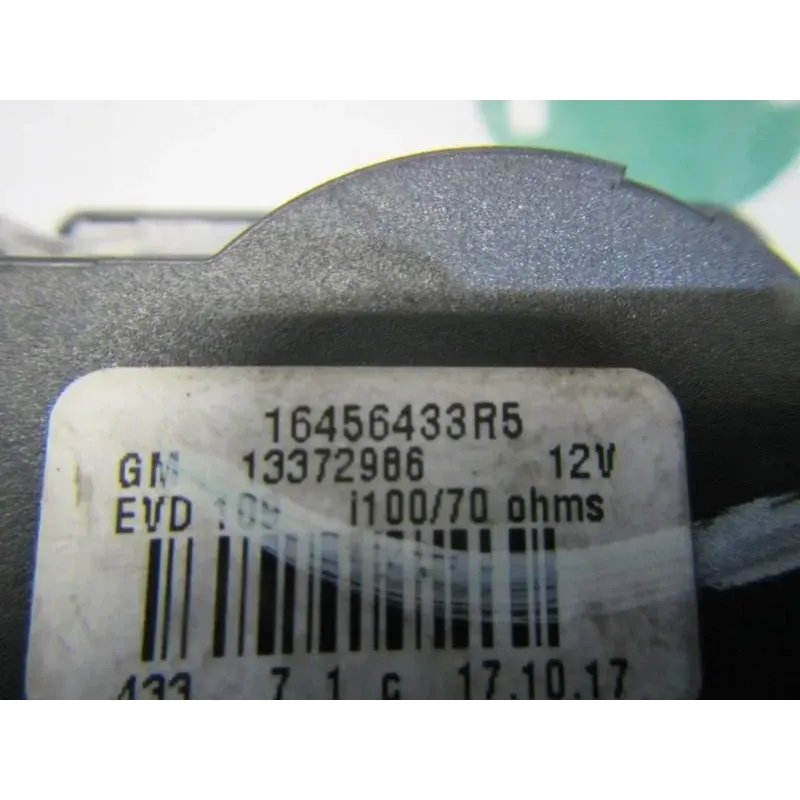 16456433R5
GM 13372986 12V
EVD i100/70 ohms
433 7 1 c 17.10.17